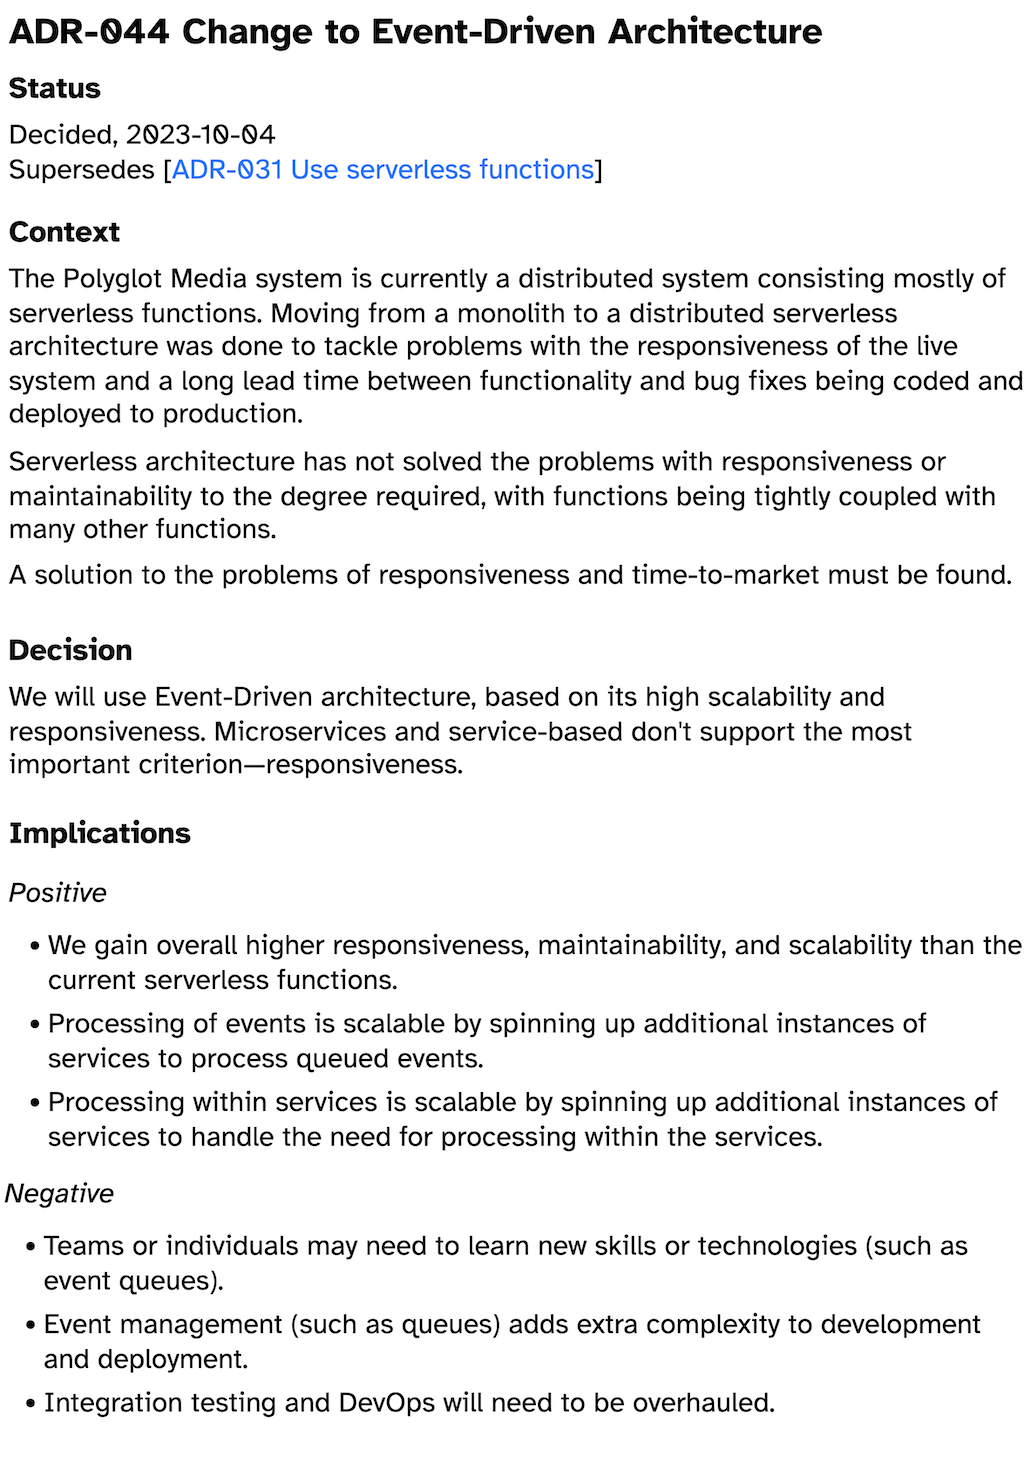 ADR-044 Change to Event-Driven Architecture
Status
Decided, 2023-10-04
Supersedes [ADR-031 Use serverless functions]
Context
The Polyglot Media system is currently a distributed system consisting mostly of
serverless functions. Moving from a monolith to a distributed serverless
architecture was done to tackle problems with the responsiveness of the live
system and a long lead time between functionality and bug fixes being coded and
deployed to production.
Serverless architecture has not solved the problems with responsiveness or
maintainability to the degree required, with functions being tightly coupled with
many other functions.
A solution to the problems of responsiveness and time-to-market must be found.
Decision
We will use Event-Driven architecture, based on its high scalability and
responsiveness. Microservices and service-based don't support the most
important criterion—responsiveness.
Implications
Positive
• We gain overall higher responsiveness, maintainability, and scalability than the
current serverless functions.
• Processing of events is scalable by spinning up additional instances of
services to process queued events.
• Processing within services is scalable by spinning up additional instances of
services to handle the need for processing within the services.
Negative
• Teams or individuals may need to learn new skills or technologies (such as
event queues).
• Event management (such as queues) adds extra complexity to development
and deployment.
• Integration testing and DevOps will need to be overhauled.